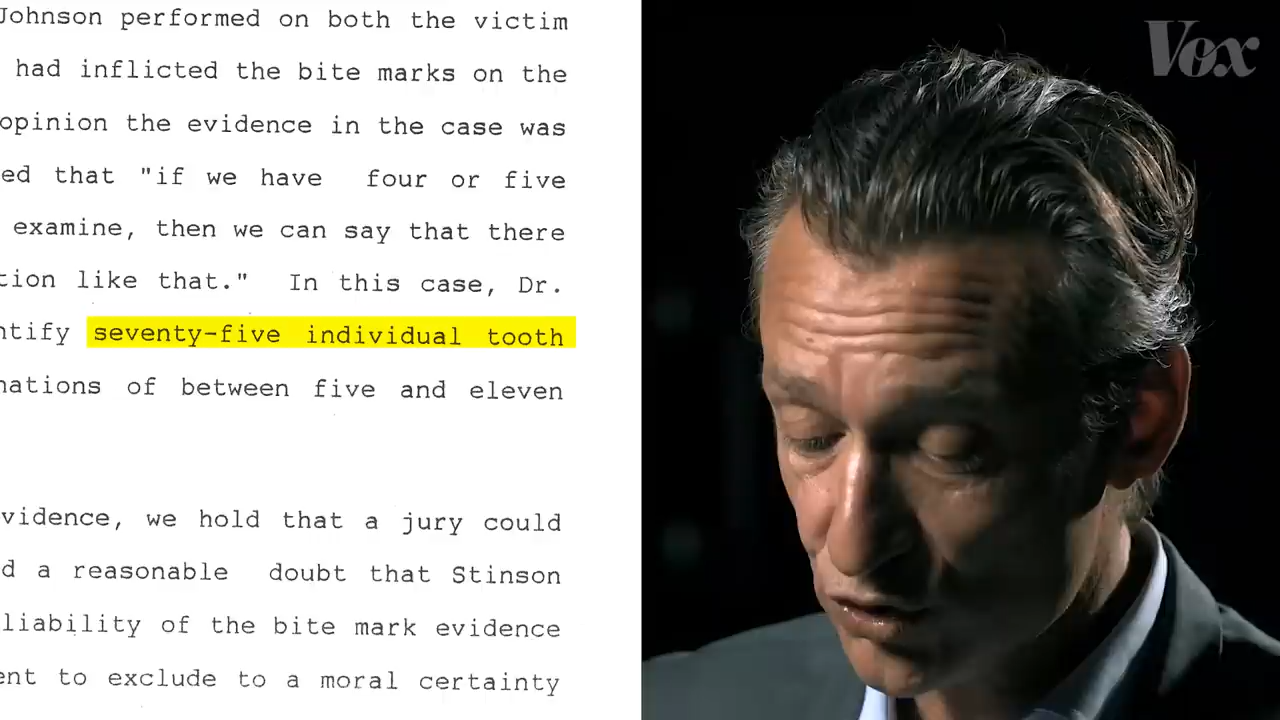 Johnson performed on both the victim
had inflicted the bite marks on the
opinion the evidence in the case was
ed that "if we have four or five
examine, then we can say that there
tion like that." In this case, Dr.
ntify seventy-five individual tooth
nations of between five and eleven
vidence, we hold that a jury could
d a reasonable doubt that Stinson
liability of the bite mark evidence
ent to exclude to a moral certainty
Vox